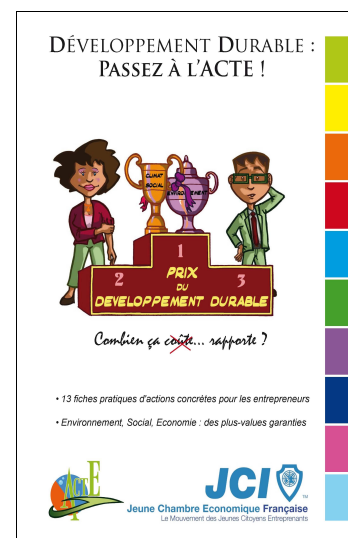 DÉVELOPPEMENT DURABLE :
PASSEZ À L'ACTE !
CLIMAT
SOCIAL
ENVIRONNEMENT
1
2
3
PRIX
DU
DEVELOPPEMENT DURABLE
Combien ça coûte... rapporte ?
• 13 fiches pratiques d'actions concrètes pour les entrepreneurs
• Environnement, Social, Economie : des plus-values garanties
ACTE
JCI
TM
Jeune Chambre Economique Française
Le Mouvement des Jeunes Citoyens Entreprenants